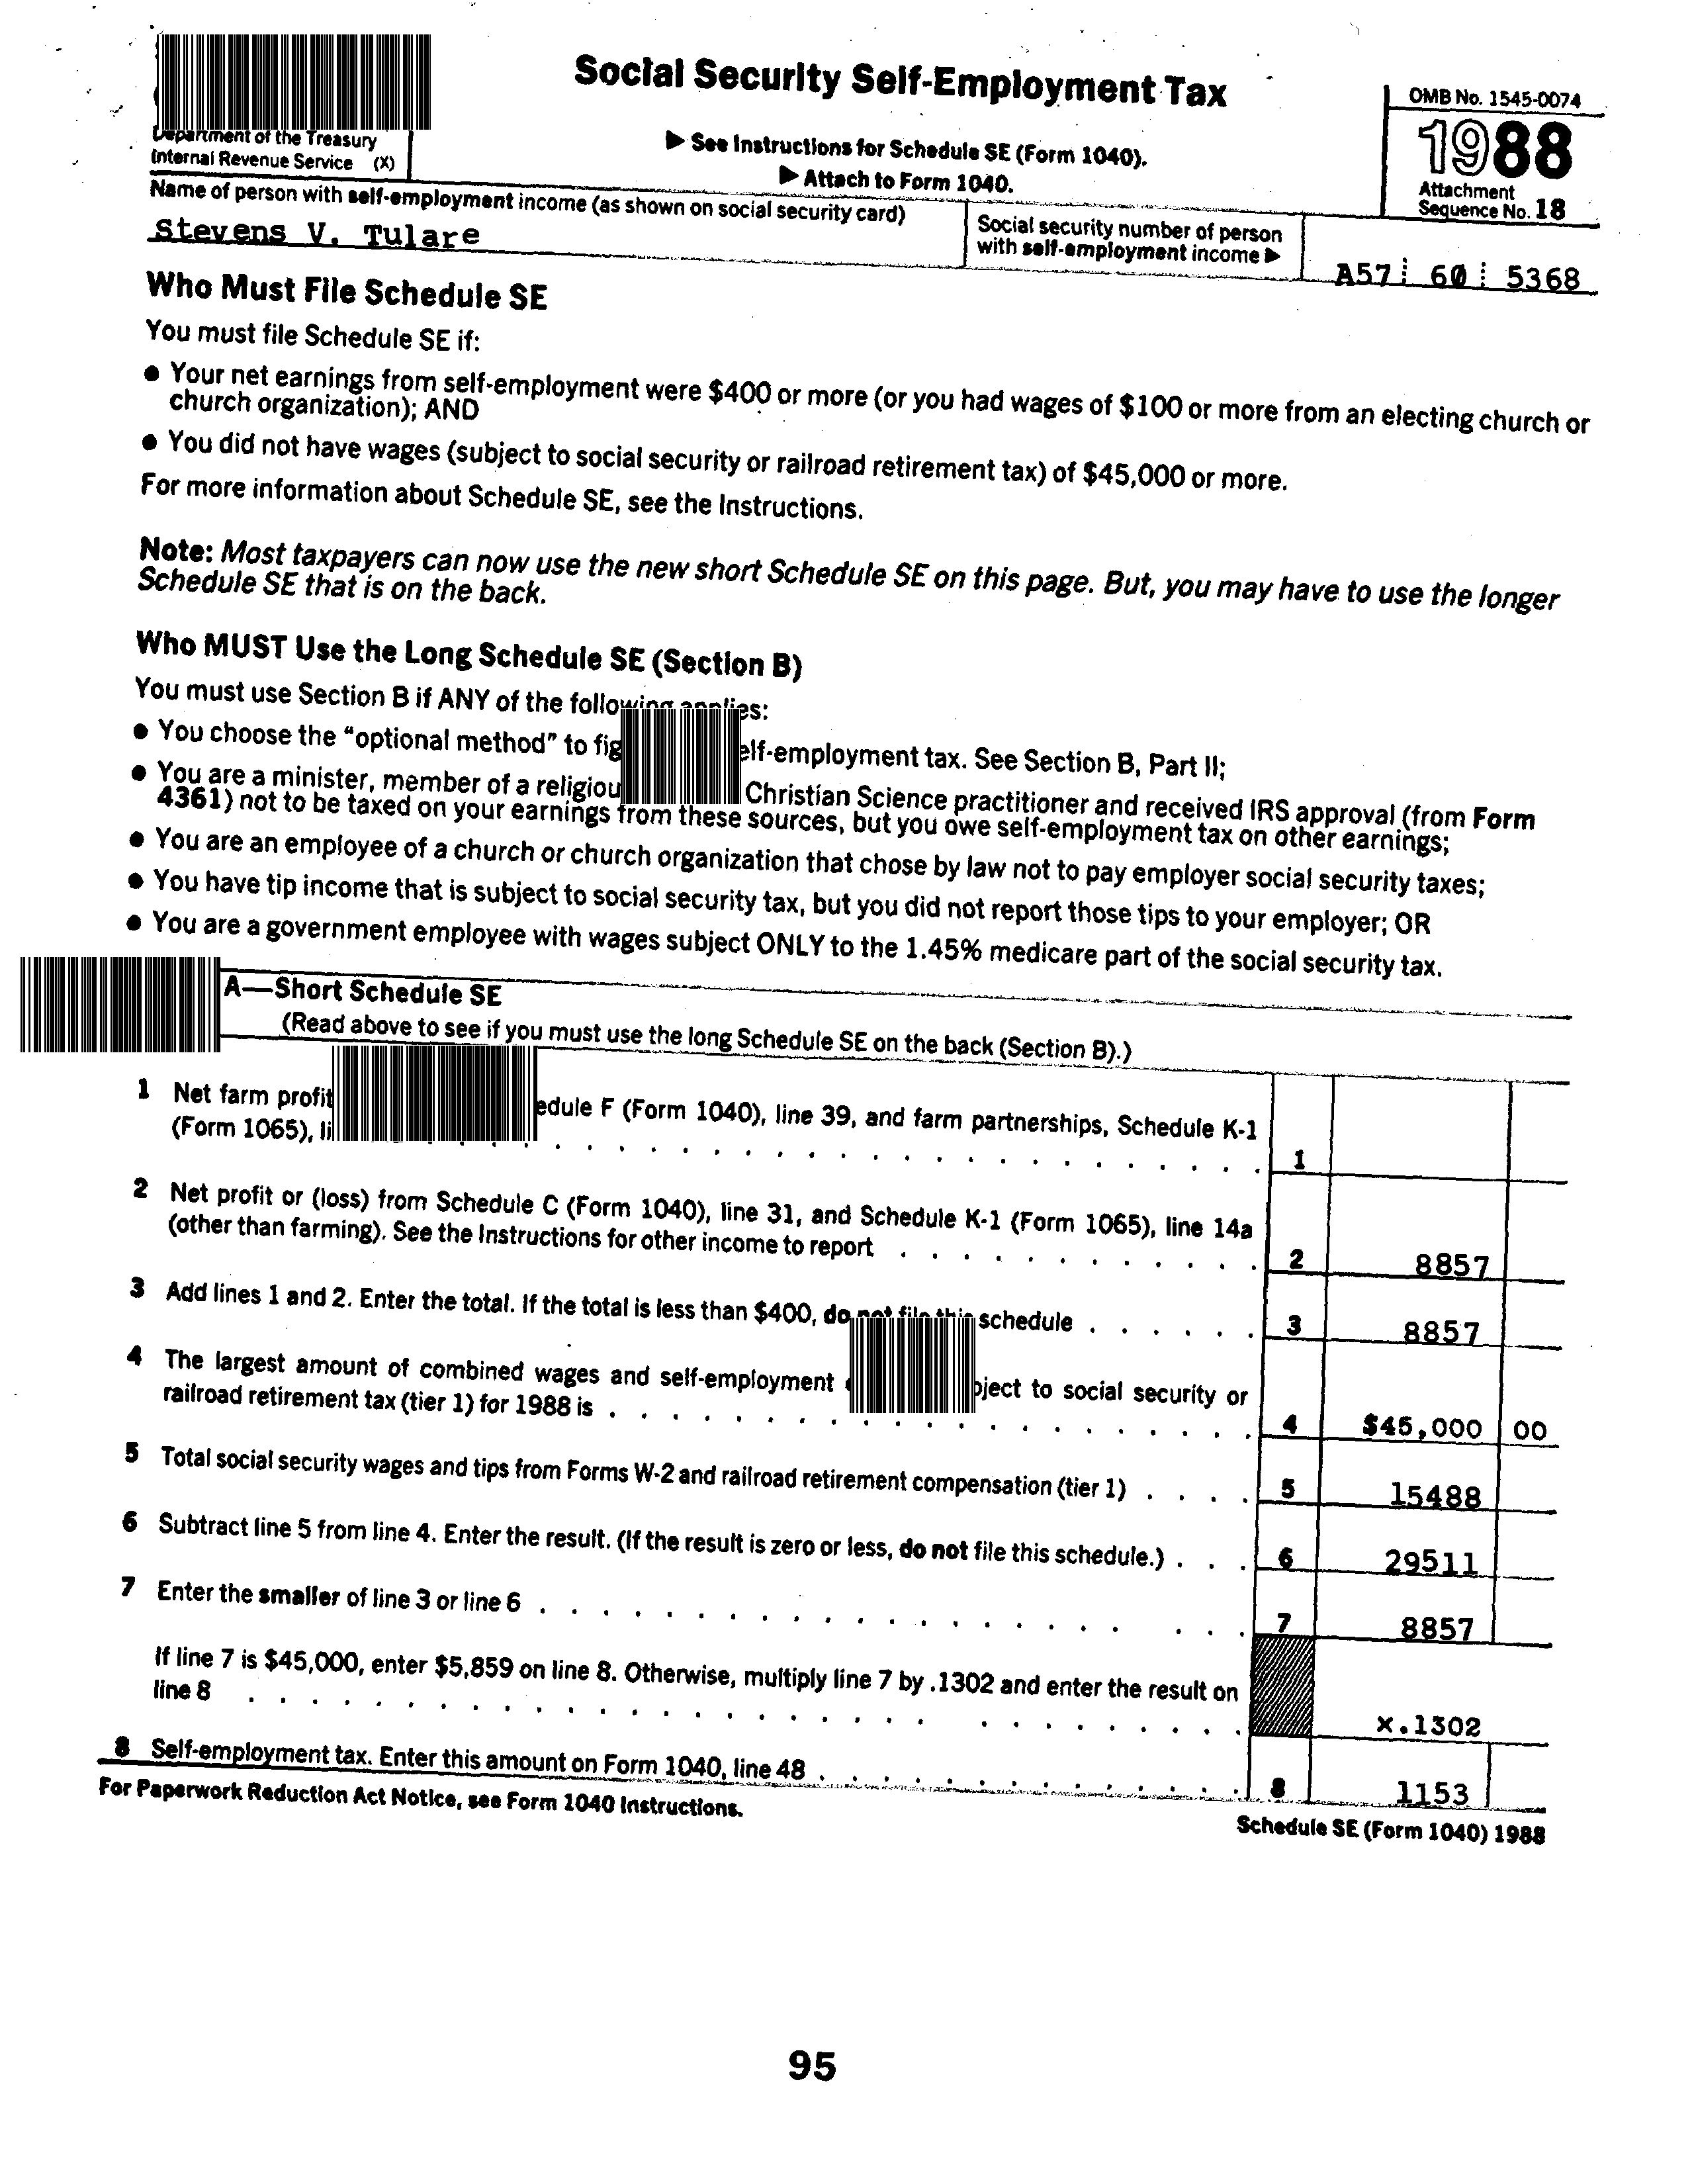 Social Security Self-Employment Tax
OMB No. 1545-0074
Department of the Treasury
Internal Revenue Service (X)
▶ See Instructions for Schedule SE (Form 1040).
▶ Attach to Form 1040.
1988
Attachment
Sequence No. 18
Name of person with self-employment income (as shown on social security card)
Stevens V. Tulare
Social security number of person
with self-employment income ▶
A57 60 5368
Who Must File Schedule SE
You must file Schedule SE if:
● Your net earnings from self-employment were $400 or more (or you had wages of $100 or more from an electing church or
church organization); AND
● You did not have wages (subject to social security or railroad retirement tax) of $45,000 or more.
For more information about Schedule SE, see the Instructions.
Note: Most taxpayers can now use the new short Schedule SE on this page. But, you may have to use the longer
Schedule SE that is on the back.
Who MUST Use the Long Schedule SE (Section B)
You must use Section B if ANY of the following applies:
● You choose the "optional method" to fig elf-employment tax. See Section B, Part II;
● You are a minister, member of a religiou Christian Science practitioner and received IRS approval (from Form
4361) not to be taxed on your earnings from these sources, but you owe self-employment tax on other earnings;
● You are an employee of a church or church organization that chose by law not to pay employer social security taxes;
● You have tip income that is subject to social security tax, but you did not report those tips to your employer; OR
● You are a government employee with wages subject ONLY to the 1.45% medicare part of the social security tax.
A—Short Schedule SE
(Read above to see if you must use the long Schedule SE on the back (Section B).)
1 Net farm profit edule F (Form 1040), line 39, and farm partnerships, Schedule K-1
(Form 1065), li . . . . . . . . . . . . . . . . . . . . . . . . 1
2 Net profit or (loss) from Schedule C (Form 1040), line 31, and Schedule K-1 (Form 1065), line 14a
(other than farming). See the Instructions for other income to report . . . . . . . . . . . . 2 8857
3 Add lines 1 and 2. Enter the total. If the total is less than $400, do not file this schedule . . . . . . 3 8857
4 The largest amount of combined wages and self-employment bject to social security or
railroad retirement tax (tier 1) for 1988 is . . . . . . . . . . . . . . . . . . . . . 4 $45,000 00
5 Total social security wages and tips from Forms W-2 and railroad retirement compensation (tier 1) . . . . 5 15488
6 Subtract line 5 from line 4. Enter the result. (If the result is zero or less, do not file this schedule.) . . . 6 29511
7 Enter the smaller of line 3 or line 6 . . . . . . . . . . . . . . . . . . . . . . 7 8857
If line 7 is $45,000, enter $5,859 on line 8. Otherwise, multiply line 7 by .1302 and enter the result on
line 8 . . . . . . . . . . . . . . . . . . . . . . . . . . . . . . . x.1302
8 Self-employment tax. Enter this amount on Form 1040, line 48 . . . . . . . . . . . . . . 8 1153
For Paperwork Reduction Act Notice, see Form 1040 Instructions.
Schedule SE (Form 1040) 1988
95